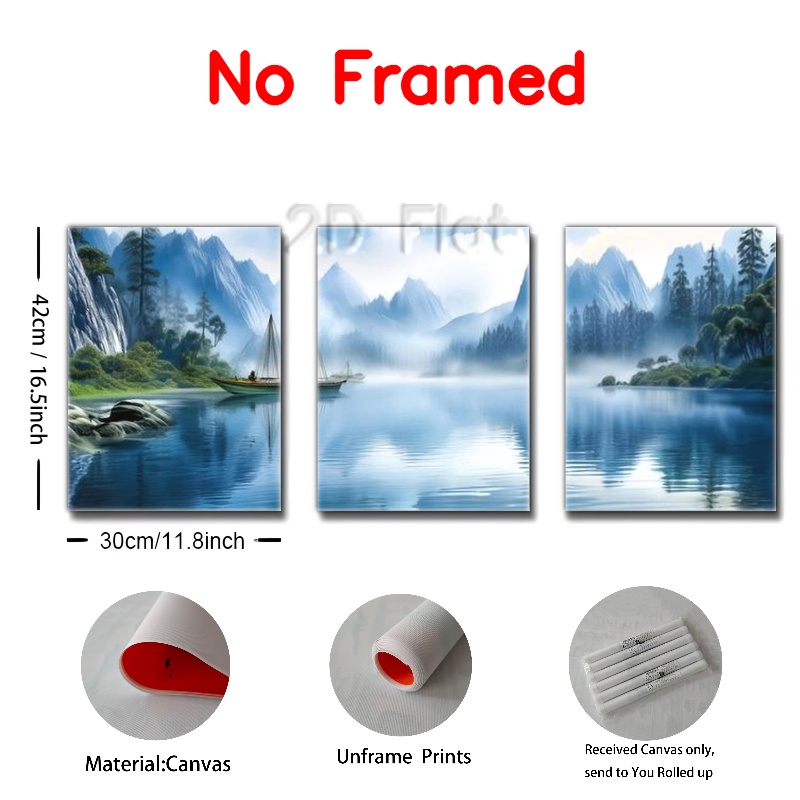 No Framed
2D Flat
42cm / 16.5inch
30cm/11.8inch
Material:Canvas
Unframe Prints
Received Canvas only,
send to You Rolled up